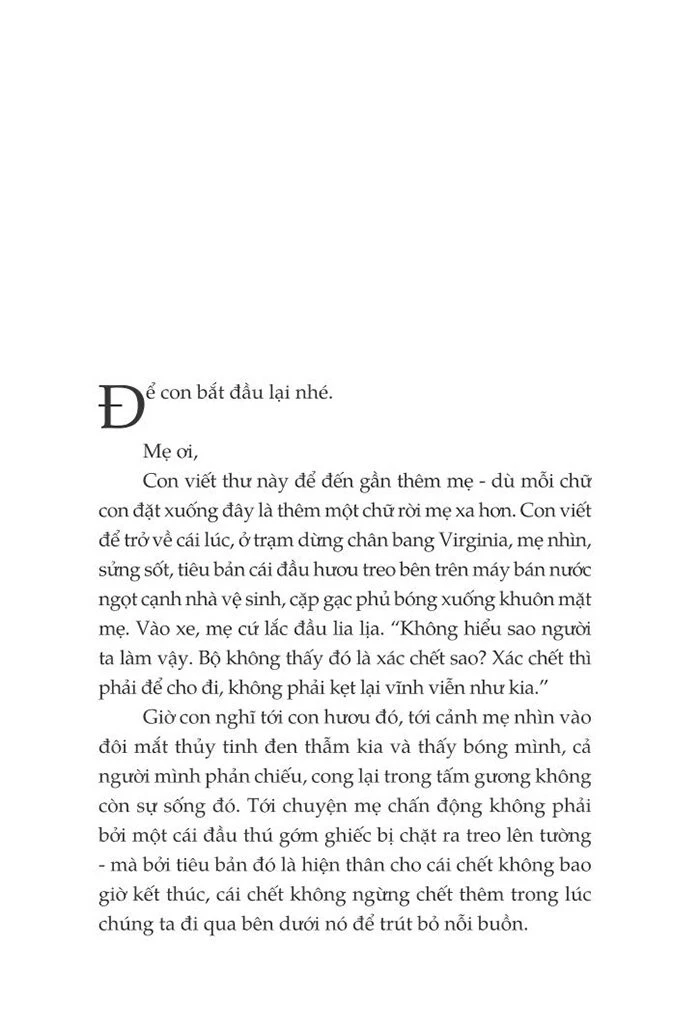 Để con bắt đầu lại nhé.
Mẹ ơi,
Con viết thư này để đến gần thêm mẹ - dù mỗi chữ
con đặt xuống đây là thêm một chữ rời mẹ xa hơn. Con viết
để trở về cái lúc, ở trạm dừng chân bang Virginia, mẹ nhìn,
sửng sốt, tiêu bản cái đầu hươu treo bên trên máy bán nước
ngọt cạnh nhà vệ sinh, cặp gạc phủ bóng xuống khuôn mặt
mẹ. Vào xe, mẹ cứ lắc đầu lia lịa. “Không hiểu sao người
ta làm vậy. Bộ không thấy đó là xác chết sao? Xác chết thì
phải để cho đi, không phải kẹt lại vĩnh viễn như kia.”
Giờ con nghĩ tới con hươu đó, tới cảnh mẹ nhìn vào
đôi mắt thủy tinh đen thẫm kia và thấy bóng mình, cả
người mình phản chiếu, cong lại trong tấm gương không
còn sự sống đó. Tới chuyện mẹ chấn động không phải
bởi một cái đầu thú gớm ghiếc bị chặt ra treo lên tường
- mà bởi tiêu bản đó là hiện thân cho cái chết không bao
giờ kết thúc, cái chết không ngừng chết thêm trong lúc
chúng ta đi qua bên dưới nó để trút bỏ nỗi buồn.